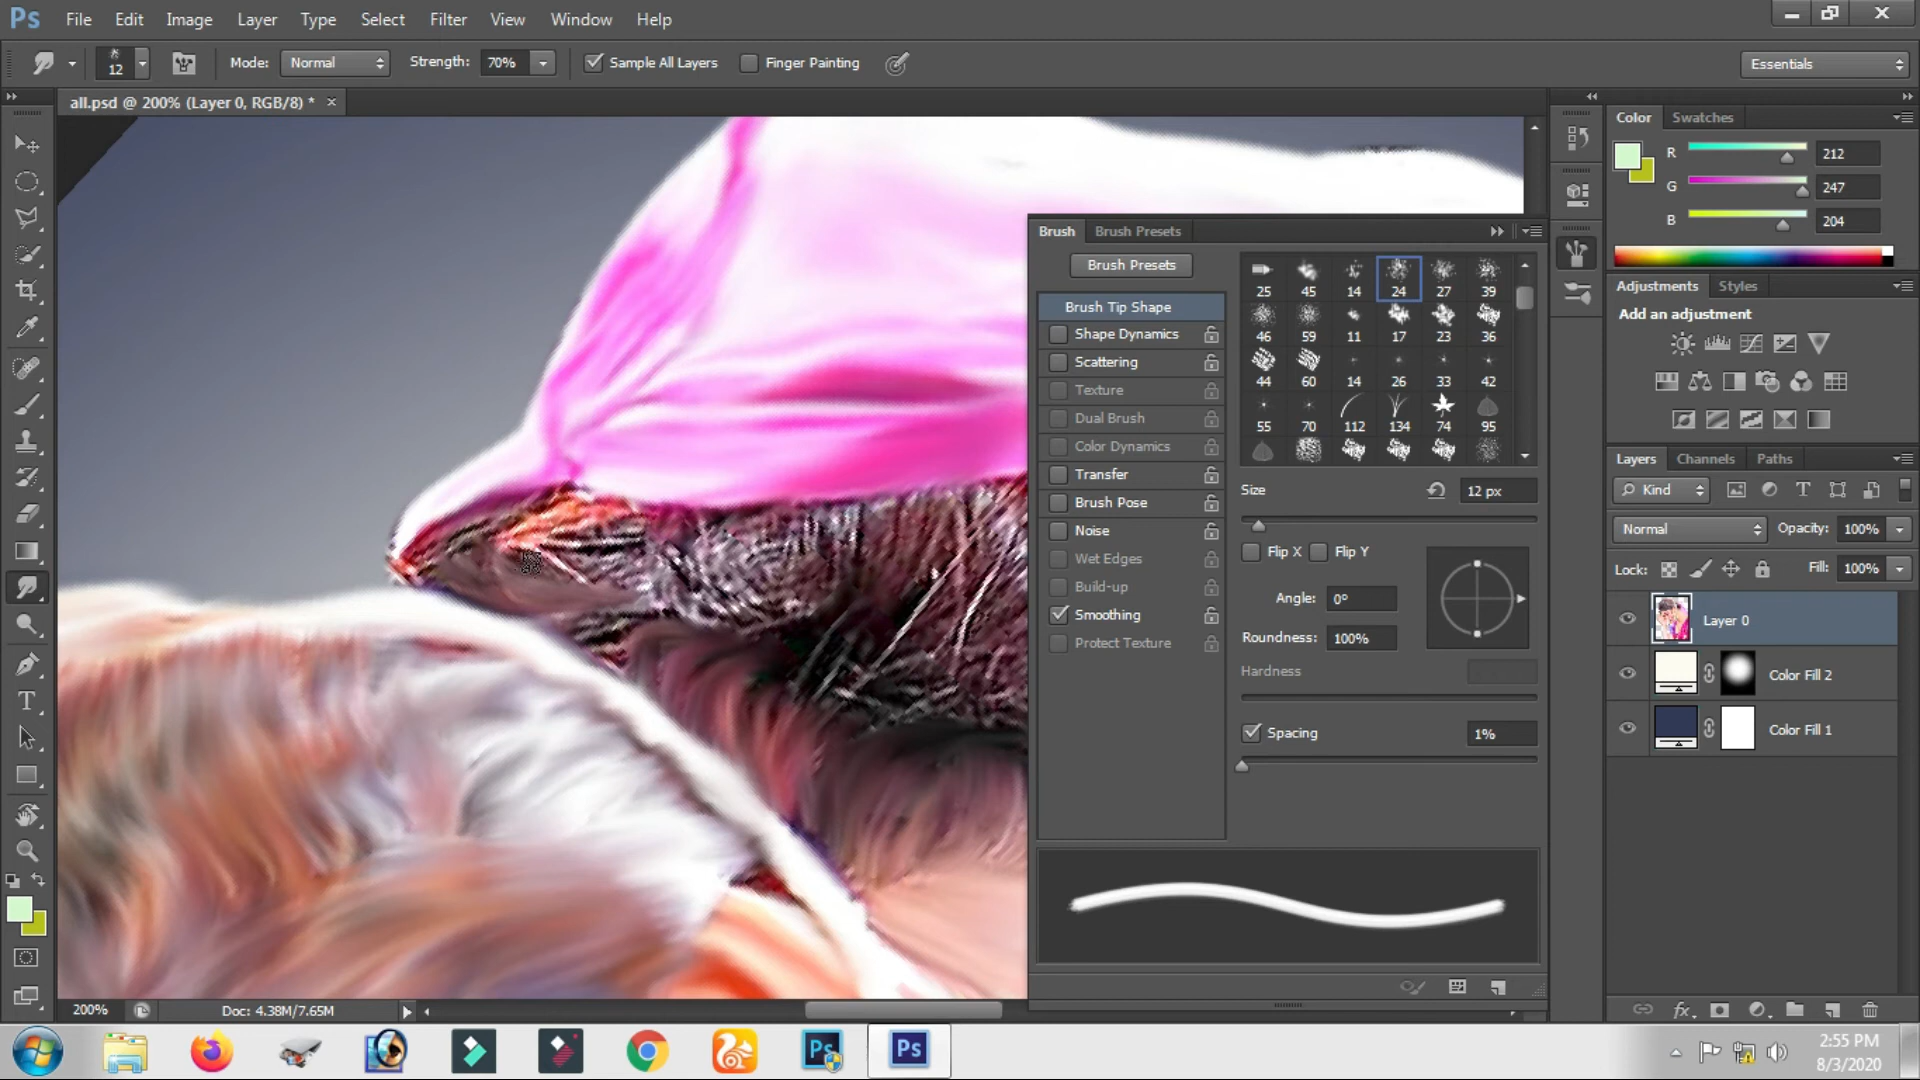 Ps File Edit Image Layer Type Select Filter View Window Help
12 Mode: Normal Strength: 70% Sample All Layers Finger Painting Essentials
all.psd @ 200% (Layer 0, RGB/8) * ×
Color Swatches
R 212
G 247
B 204
Adjustments Styles
Add an adjustment
Layers Channels Paths
Kind
Normal Opacity: 100%
Lock: Fill: 100%
Layer 0
Color Fill 2
Color Fill 1
Brush Brush Presets
Brush Presets
Brush Tip Shape
Shape Dynamics
Scattering
Texture
Dual Brush
Color Dynamics
Transfer
Brush Pose
Noise
Wet Edges
Build-up
Smoothing
Protect Texture
25 45 14 24 27 39
46 59 11 17 23 36
44 60 14 26 33 42
55 70 112 134 74 95
Size 12 px
Flip X Flip Y
Angle: 0º
Roundness: 100%
Hardness
Spacing 1%
200% Doc: 4.38M/7.65M
Ps Ps
2:55 PM
8/3/2020